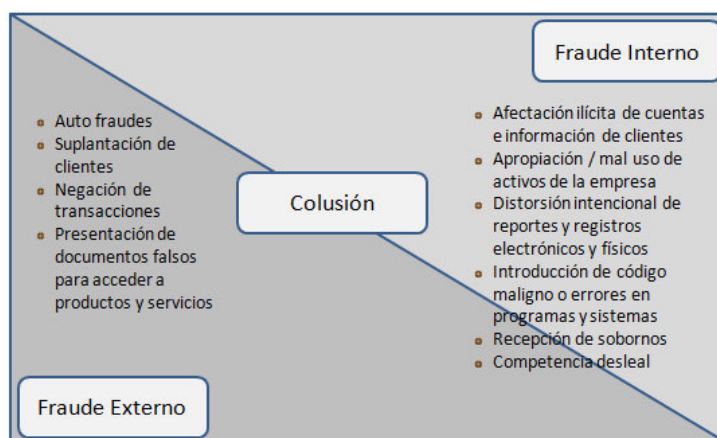 Fraude Interno
Auto fraudes
Suplantación de
clientes
Negación de
transacciones
Presentación de
documentos falsos
para acceder a
productos y servicios
Colusión
Afectación ilícita de cuentas
e información de clientes
Apropiación / mal uso de
activos de la empresa
Distorsión intencional de
reportes y registros
electrónicos y físicos
Introducción de código
maligno o errores en
programas y sistemas
Recepción de sobornos
Competencia desleal
Fraude Externo